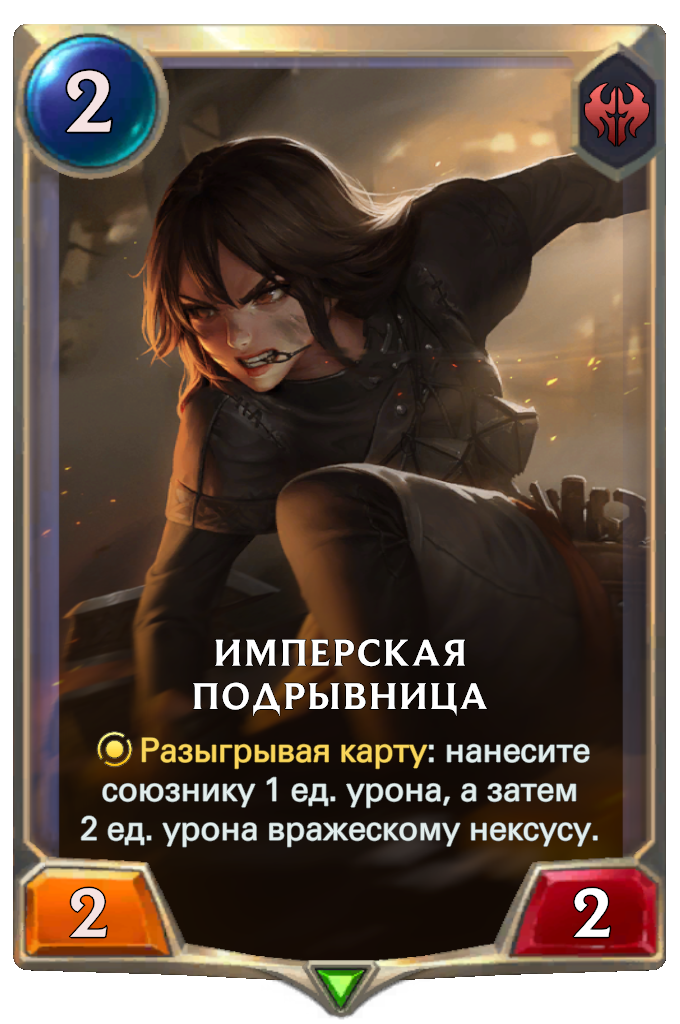 2
ИМПЕРСКАЯ
ПОДРЫВНИЦА
Разыгрывая карту: нанесите
союзнику 1 ед. урона, а затем
2 ед. урона вражескому нексусу.
2
2